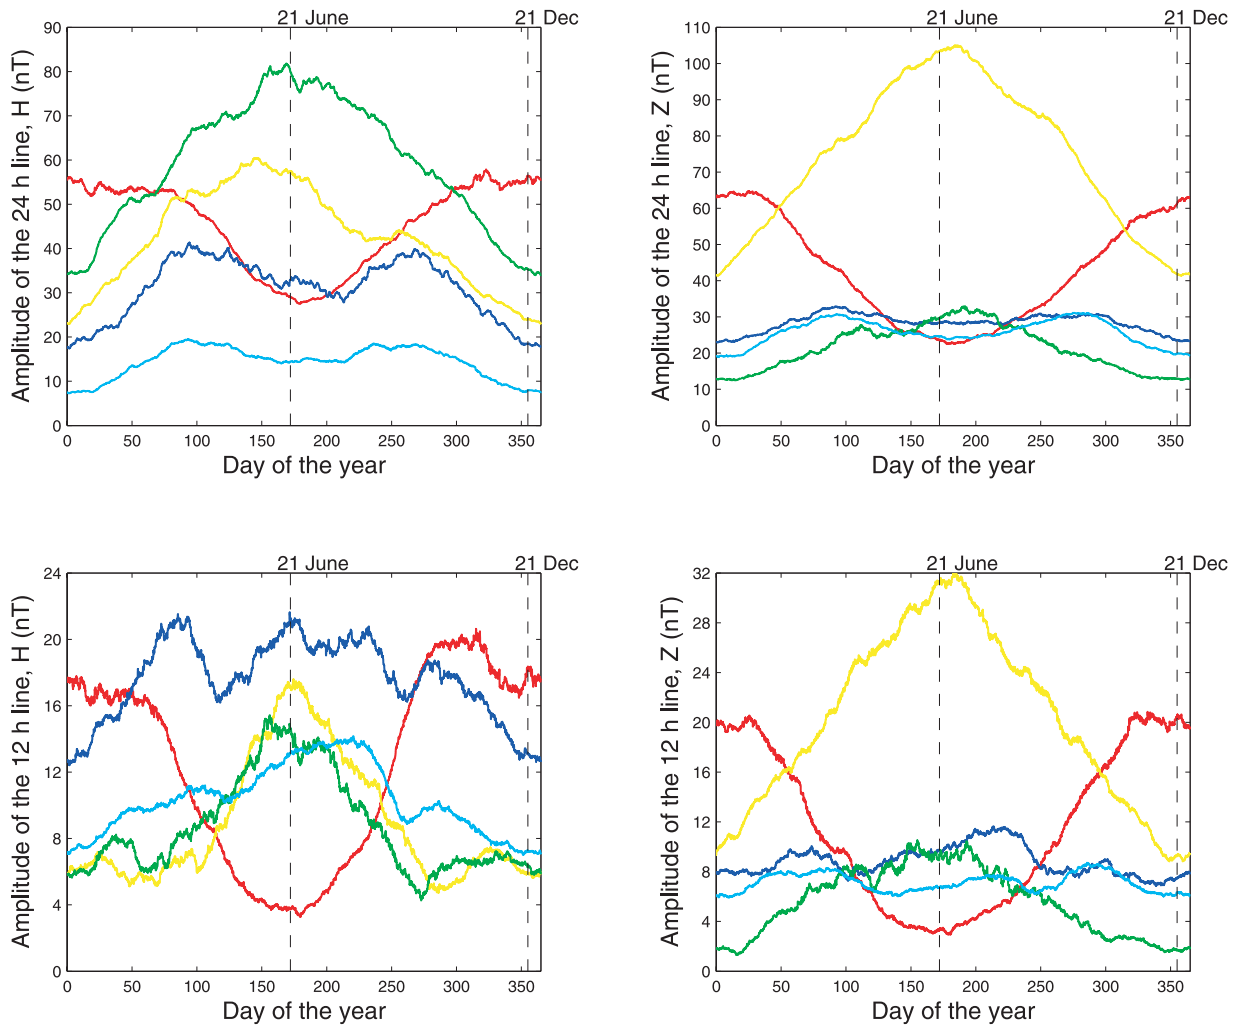 21 June 21 Dec
Amplitude of the 24 h line, H (nT)
90
80
70
60
50
40
30
20
10
0
0 50 100 150 200 250 300 350
Day of the year
21 June 21 Dec
Amplitude of the 24 h line, Z (nT)
110
100
90
80
70
60
50
40
30
20
10
0
0 50 100 150 200 250 300 350
Day of the year
21 June 21 Dec
Amplitude of the 12 h line, H (nT)
24
20
16
12
8
4
0
0 50 100 150 200 250 300 350
Day of the year
21 June 21 Dec
Amplitude of the 12 h line, Z (nT)
32
28
24
20
16
12
8
4
0
0 50 100 150 200 250 300 350
Day of the year